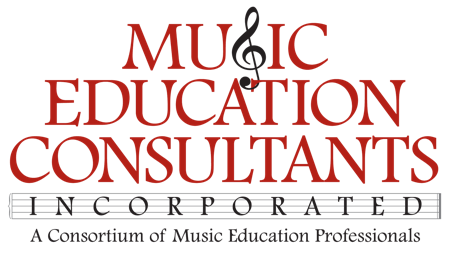 MUSIC
EDUCATION
CONSULTANTS
INCORPORATED
A Consortium of Music Education Professionals